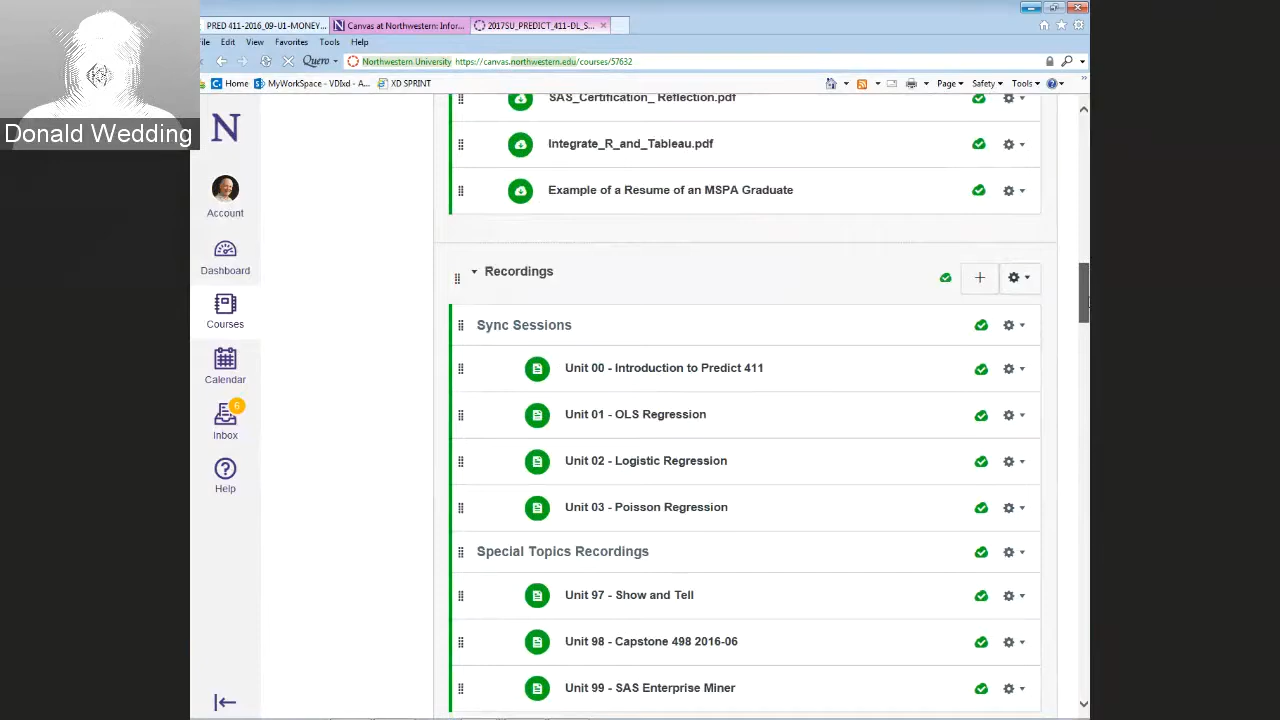 PRED 411-2016_09-U1-MONEY...
Canvas at Northwestern: Infor...
2017SU_PREDICT_411-DL_S...
File Edit View Favorites Tools Help
Quero
Northwestern University https://canvas.northwestern.edu/courses/57632
Home MyWorkSpace - VDIxd - A... XD SPRINT Page Safety Tools
Donald Wedding
N
Account
Dashboard
Courses
Calendar
6
Inbox
Help
SAS_Certification_ Reflection.pdf
Integrate_R_and_Tableau.pdf
Example of a Resume of an MSPA Graduate
Recordings
Sync Sessions
Unit 00 - Introduction to Predict 411
Unit 01 - OLS Regression
Unit 02 - Logistic Regression
Unit 03 - Poisson Regression
Special Topics Recordings
Unit 97 - Show and Tell
Unit 98 - Capstone 498 2016-06
Unit 99 - SAS Enterprise Miner